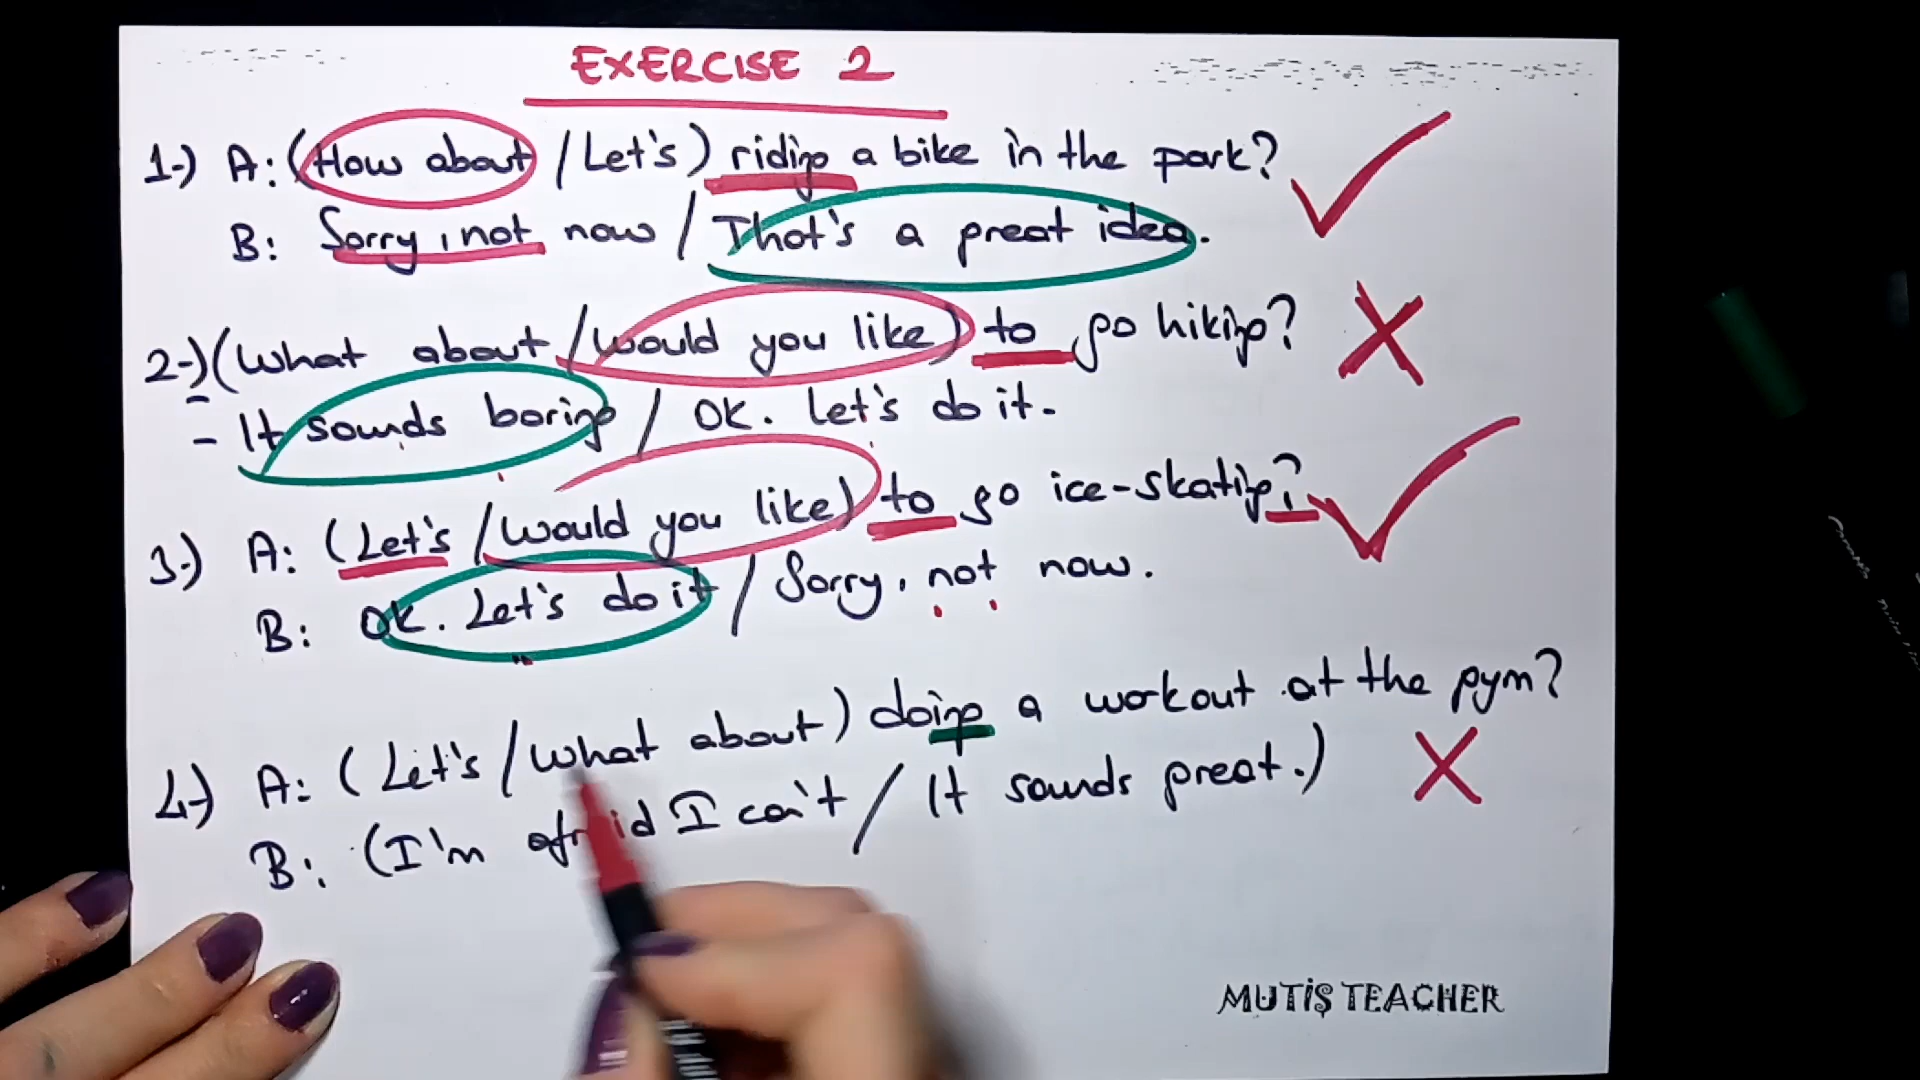 EXERCISE 2
1-) A: (How about / Let's) riding a bike in the park?
B: Sorry, not now / That's a great idea.
2-) (What about / Would you like) to go hiking?
- It sounds boring / OK. Let's do it.
3-) A: (Let's / Would you like) to go ice-skating?
B: OK. Let's do it / Sorry, not now.
4-) A: (Let's / What about) doing a workout at the gym?
B: (I'm afraid I can't / It sounds great.)
MUTİŞ TEACHER